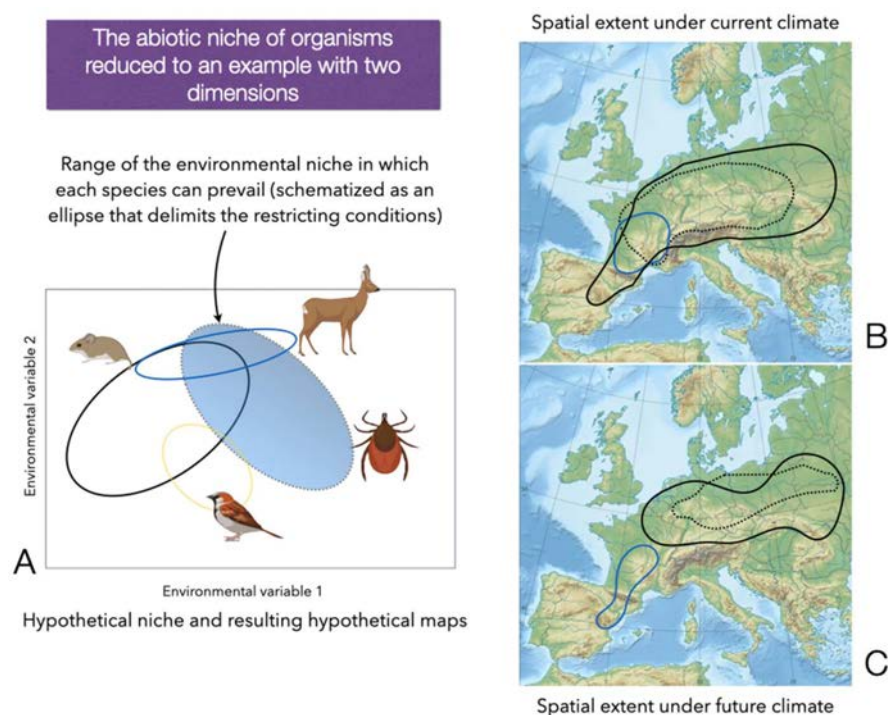 The abiotic niche of organisms
reduced to an example with two
dimensions
Range of the environmental niche in which
each species can prevail (schematized as an
ellipse that delimits the restricting conditions)
Environmental variable 2
A
Environmental variable 1
Hypothetical niche and resulting hypothetical maps
Spatial extent under current climate
B
C
Spatial extent under future climate